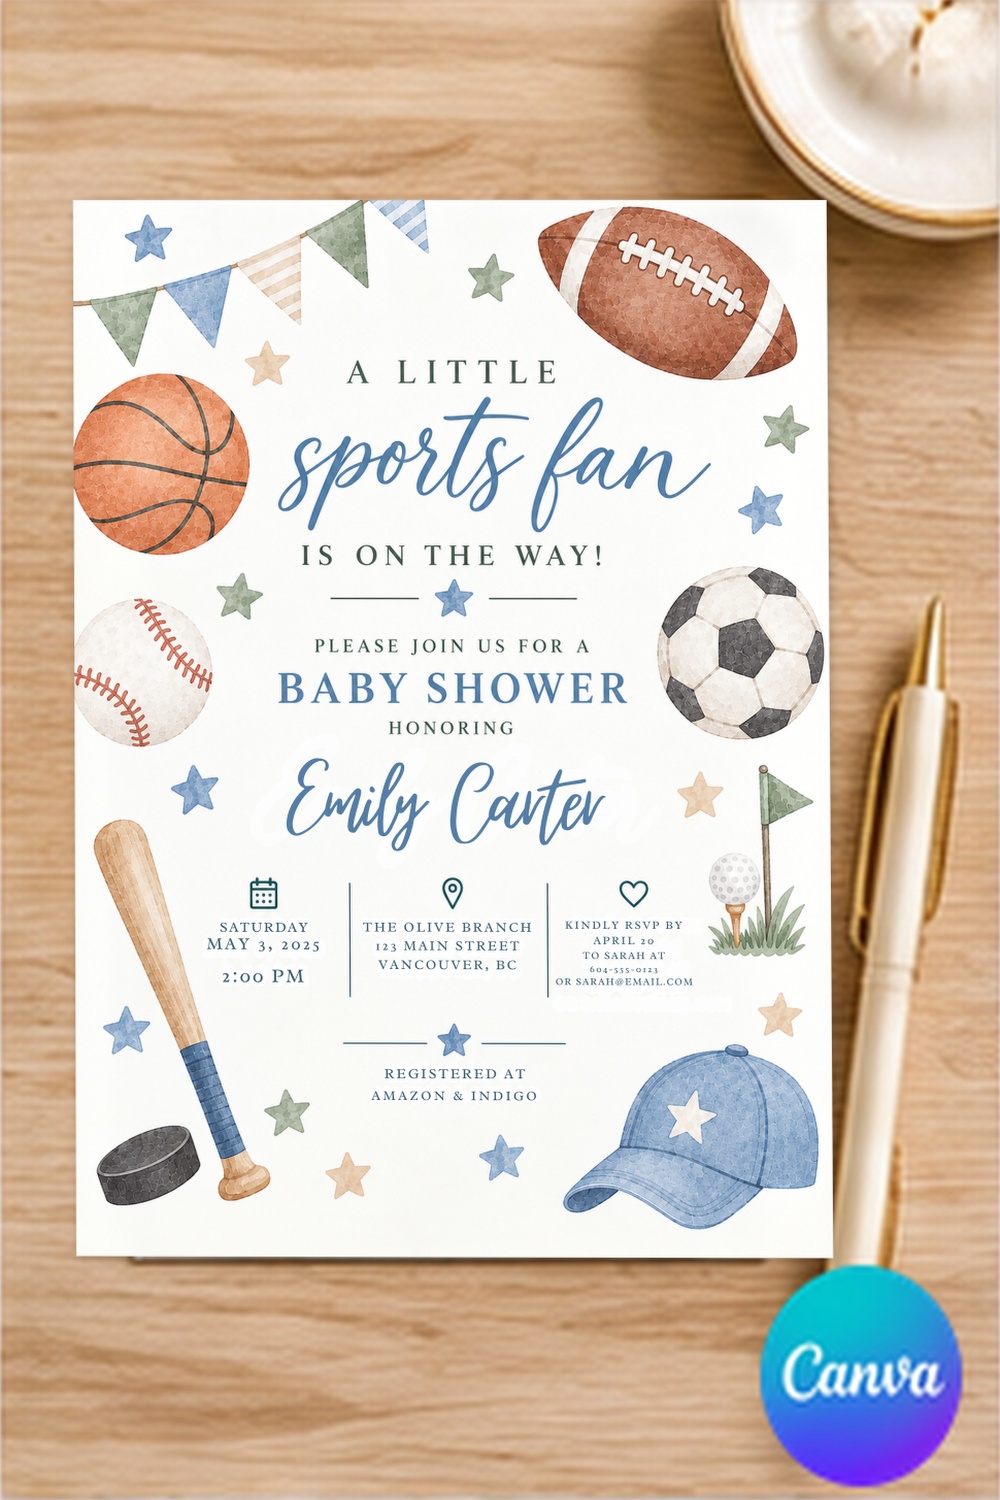 A LITTLE
sports fan
IS ON THE WAY!
PLEASE JOIN US FOR A
BABY SHOWER
HONORING
Emily Carter
SATURDAY
MAY 3, 2025
2:00 PM
THE OLIVE BRANCH
123 MAIN STREET
VANCOUVER, BC
KINDLY RSVP BY
APRIL 20
TO SARAH AT
604-555-0123
OR SARAH@EMAIL.COM
REGISTERED AT
AMAZON & INDIGO
Canva